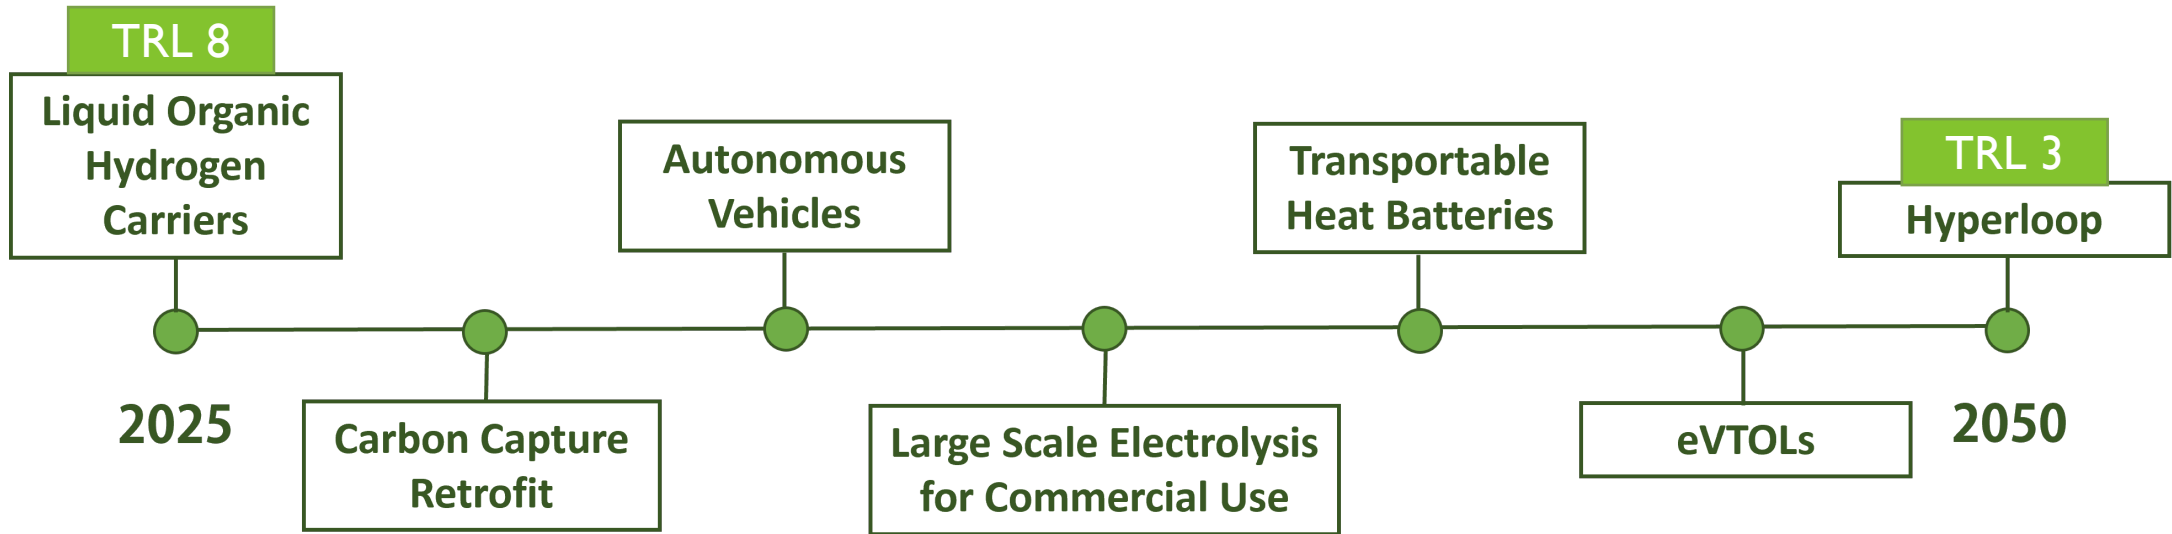 TRL 8
Liquid Organic
Hydrogen
Carriers
Autonomous
Vehicles
Transportable
Heat Batteries
TRL 3
Hyperloop
2025
Carbon Capture
Retrofit
Large Scale Electrolysis
for Commercial Use
eVTOLs
2050